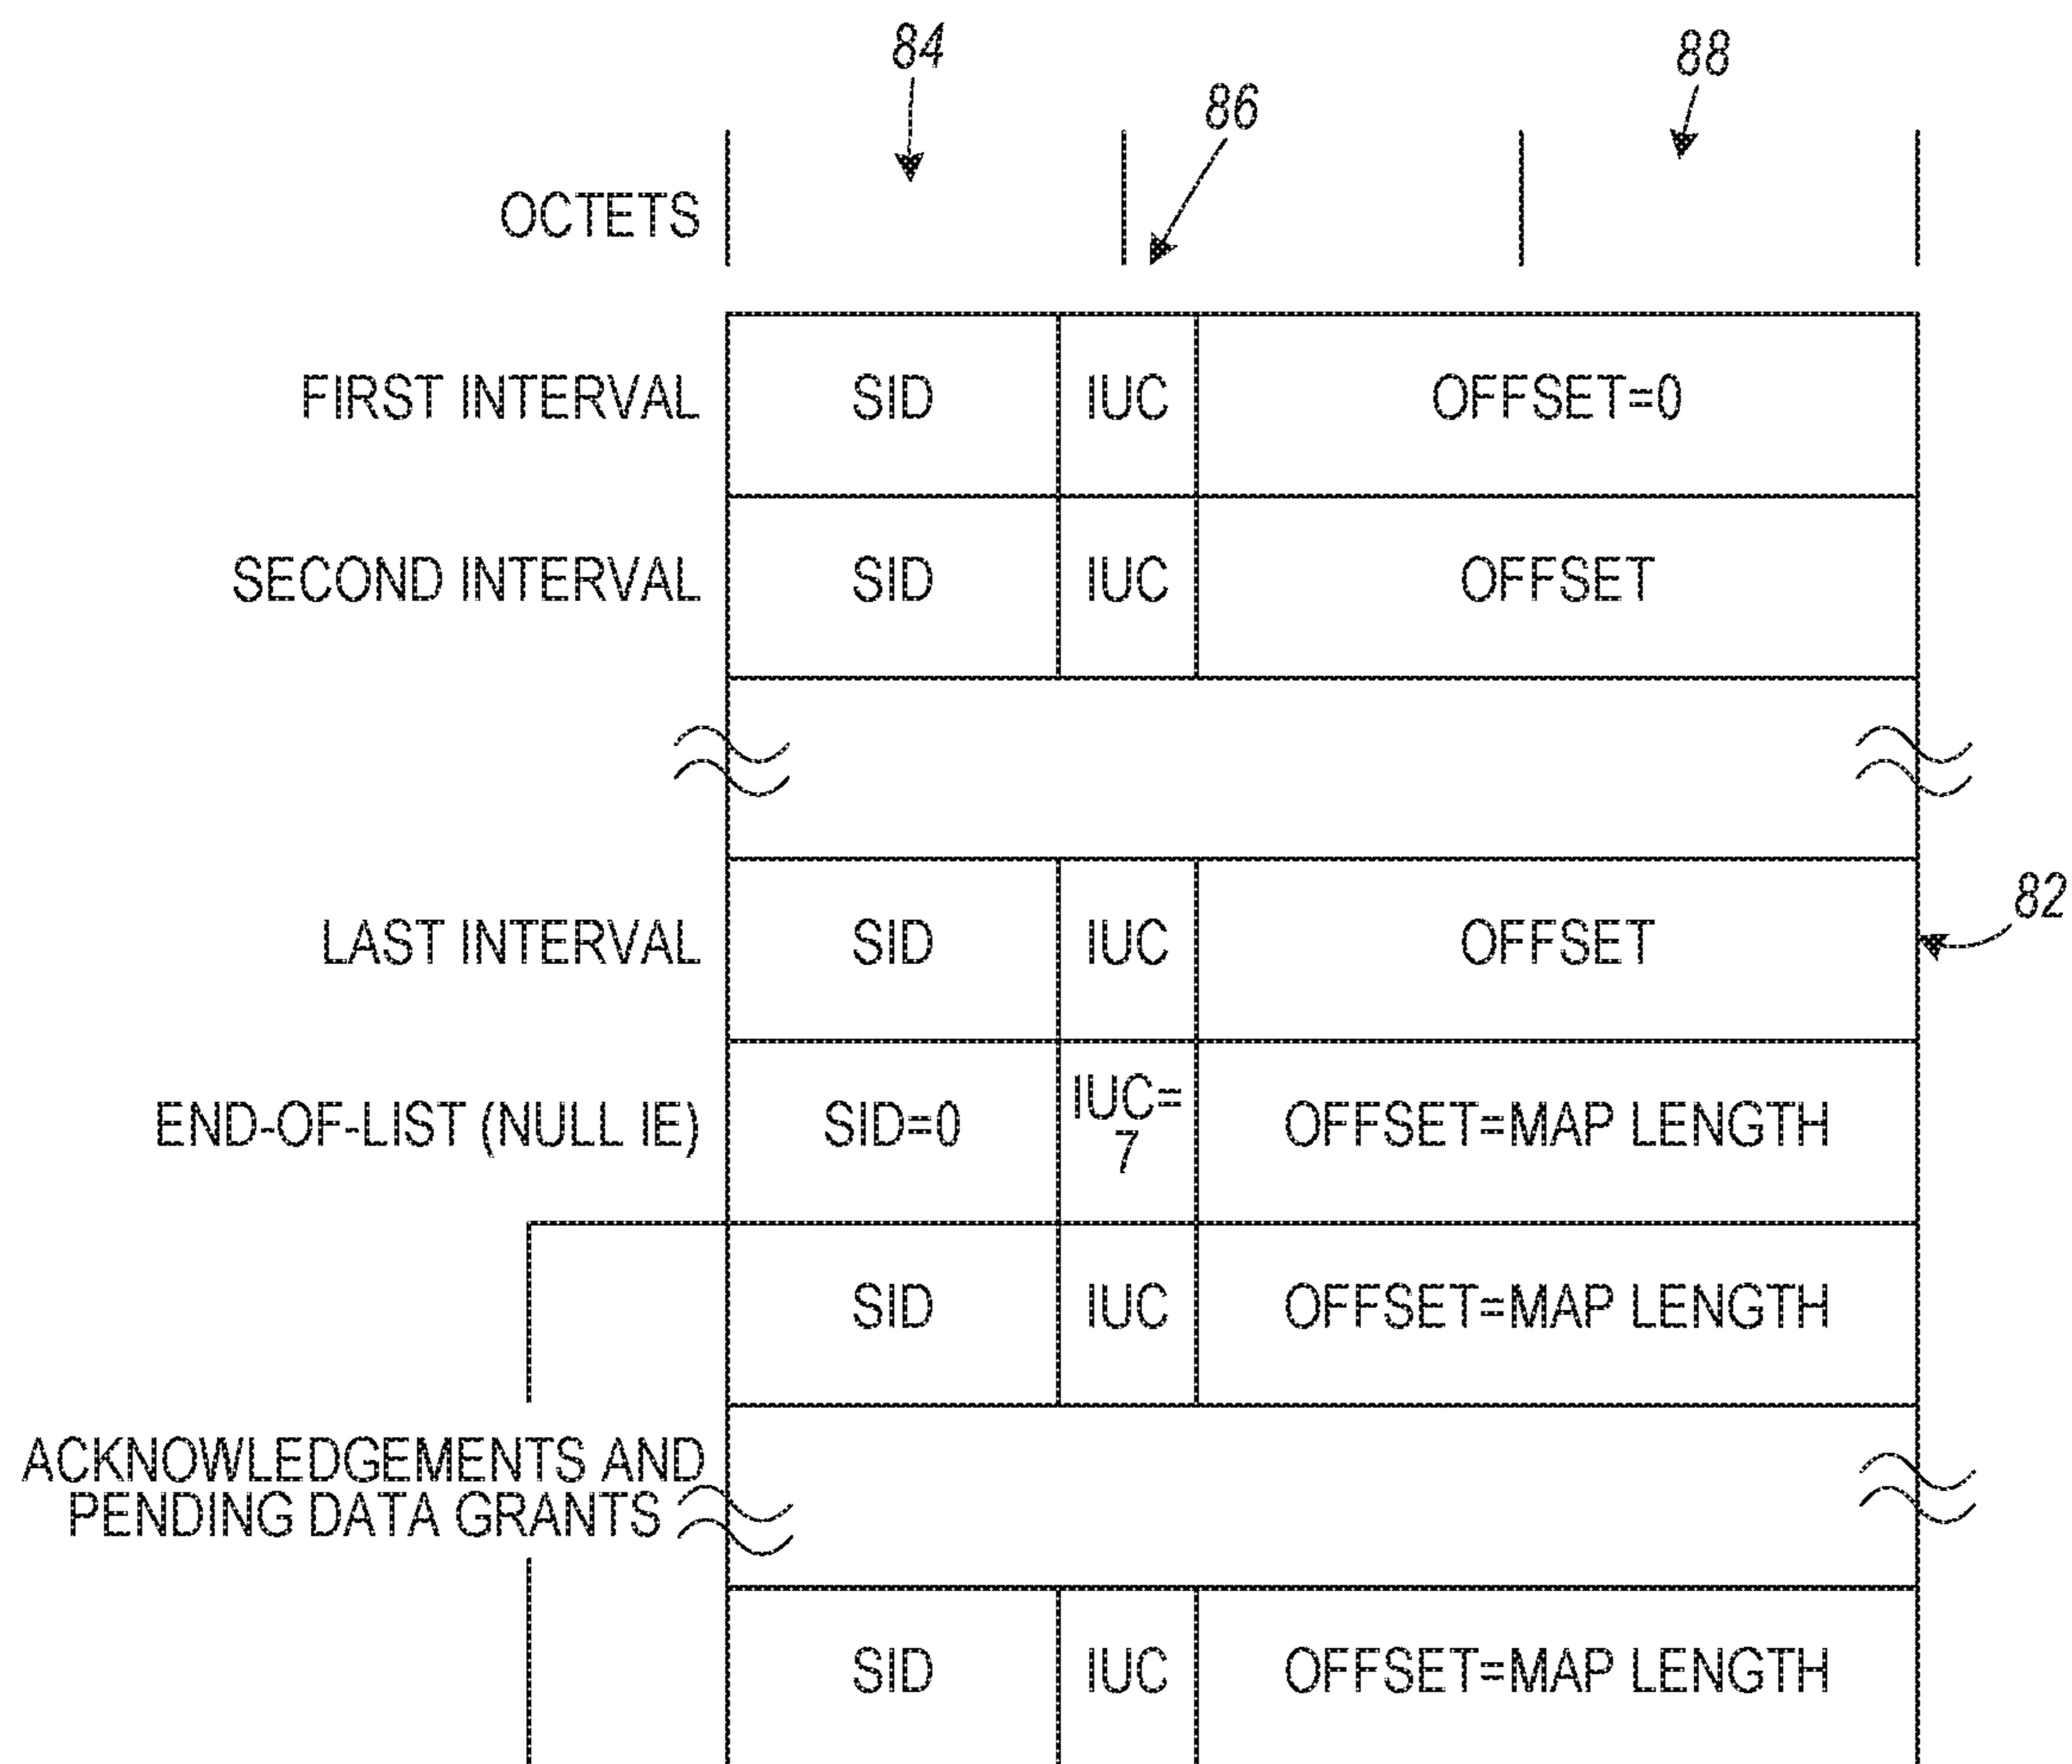 84
88
86
OCTETS
FIRST INTERVAL SID IUC OFFSET=0
SECOND INTERVAL SID IUC OFFSET
LAST INTERVAL SID IUC OFFSET
82
END-OF-LIST (NULL IE) SID=0 IUC=
7 OFFSET=MAP LENGTH
SID IUC OFFSET=MAP LENGTH
ACKNOWLEDGEMENTS AND
PENDING DATA GRANTS
SID IUC OFFSET=MAP LENGTH